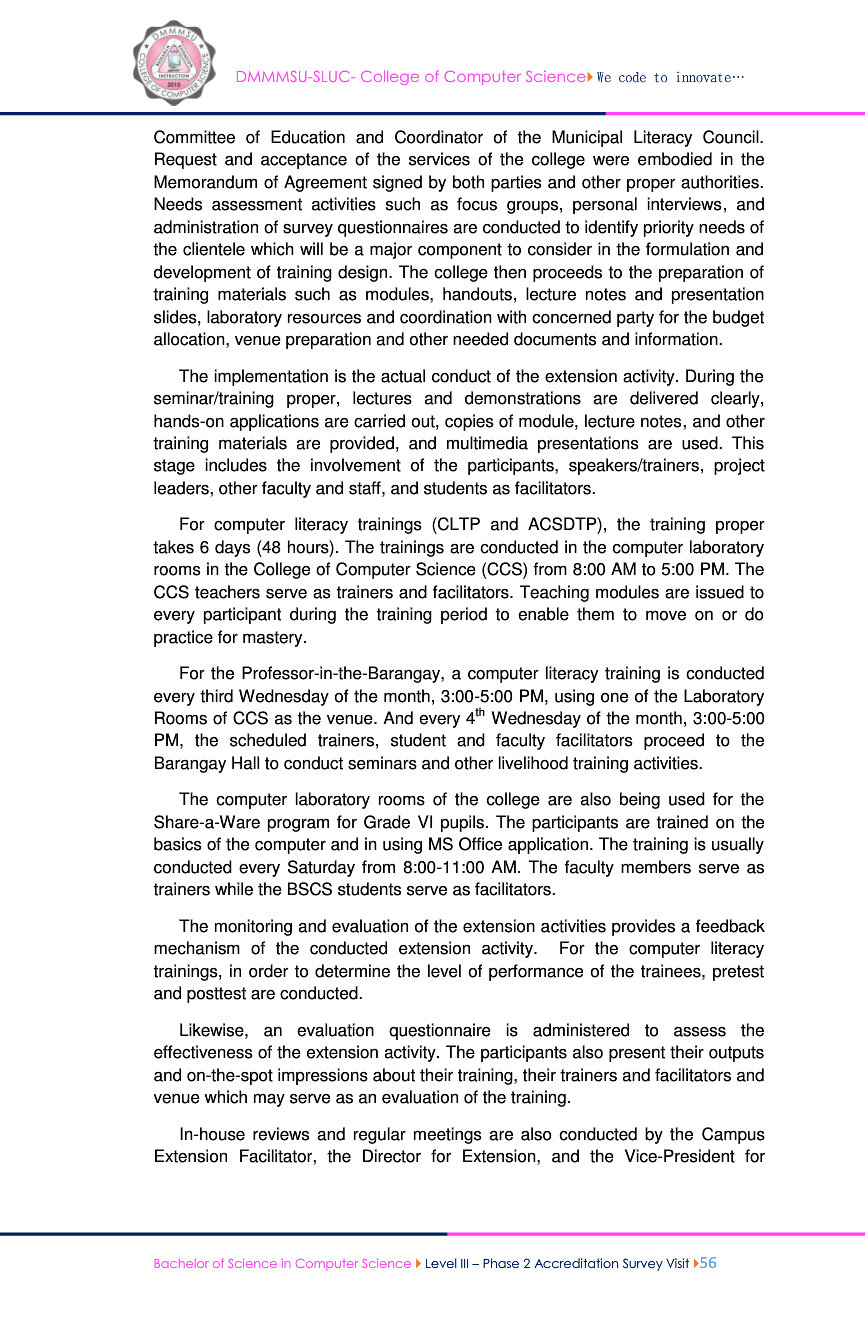 DMMMSU
COLLEGE OF COMPUTER SCIENCE
RESEARCH
EXTENSION
INSTRUCTION
2010
DMMMSU-SLUC- College of Computer Science We code to innovate…
Committee of Education and Coordinator of the Municipal Literacy Council.
Request and acceptance of the services of the college were embodied in the
Memorandum of Agreement signed by both parties and other proper authorities.
Needs assessment activities such as focus groups, personal interviews, and
administration of survey questionnaires are conducted to identify priority needs of
the clientele which will be a major component to consider in the formulation and
development of training design. The college then proceeds to the preparation of
training materials such as modules, handouts, lecture notes and presentation
slides, laboratory resources and coordination with concerned party for the budget
allocation, venue preparation and other needed documents and information.
The implementation is the actual conduct of the extension activity. During the
seminar/training proper, lectures and demonstrations are delivered clearly,
hands-on applications are carried out, copies of module, lecture notes, and other
training materials are provided, and multimedia presentations are used. This
stage includes the involvement of the participants, speakers/trainers, project
leaders, other faculty and staff, and students as facilitators.
For computer literacy trainings (CLTP and ACSDTP), the training proper
takes 6 days (48 hours). The trainings are conducted in the computer laboratory
rooms in the College of Computer Science (CCS) from 8:00 AM to 5:00 PM. The
CCS teachers serve as trainers and facilitators. Teaching modules are issued to
every participant during the training period to enable them to move on or do
practice for mastery.
For the Professor-in-the-Barangay, a computer literacy training is conducted
every third Wednesday of the month, 3:00-5:00 PM, using one of the Laboratory
Rooms of CCS as the venue. And every 4th Wednesday of the month, 3:00-5:00
PM, the scheduled trainers, student and faculty facilitators proceed to the
Barangay Hall to conduct seminars and other livelihood training activities.
The computer laboratory rooms of the college are also being used for the
Share-a-Ware program for Grade VI pupils. The participants are trained on the
basics of the computer and in using MS Office application. The training is usually
conducted every Saturday from 8:00-11:00 AM. The faculty members serve as
trainers while the BSCS students serve as facilitators.
The monitoring and evaluation of the extension activities provides a feedback
mechanism of the conducted extension activity. For the computer literacy
trainings, in order to determine the level of performance of the trainees, pretest
and posttest are conducted.
Likewise, an evaluation questionnaire is administered to assess the
effectiveness of the extension activity. The participants also present their outputs
and on-the-spot impressions about their training, their trainers and facilitators and
venue which may serve as an evaluation of the training.
In-house reviews and regular meetings are also conducted by the Campus
Extension Facilitator, the Director for Extension, and the Vice-President for
Bachelor of Science in Computer Science Level III – Phase 2 Accreditation Survey Visit 56